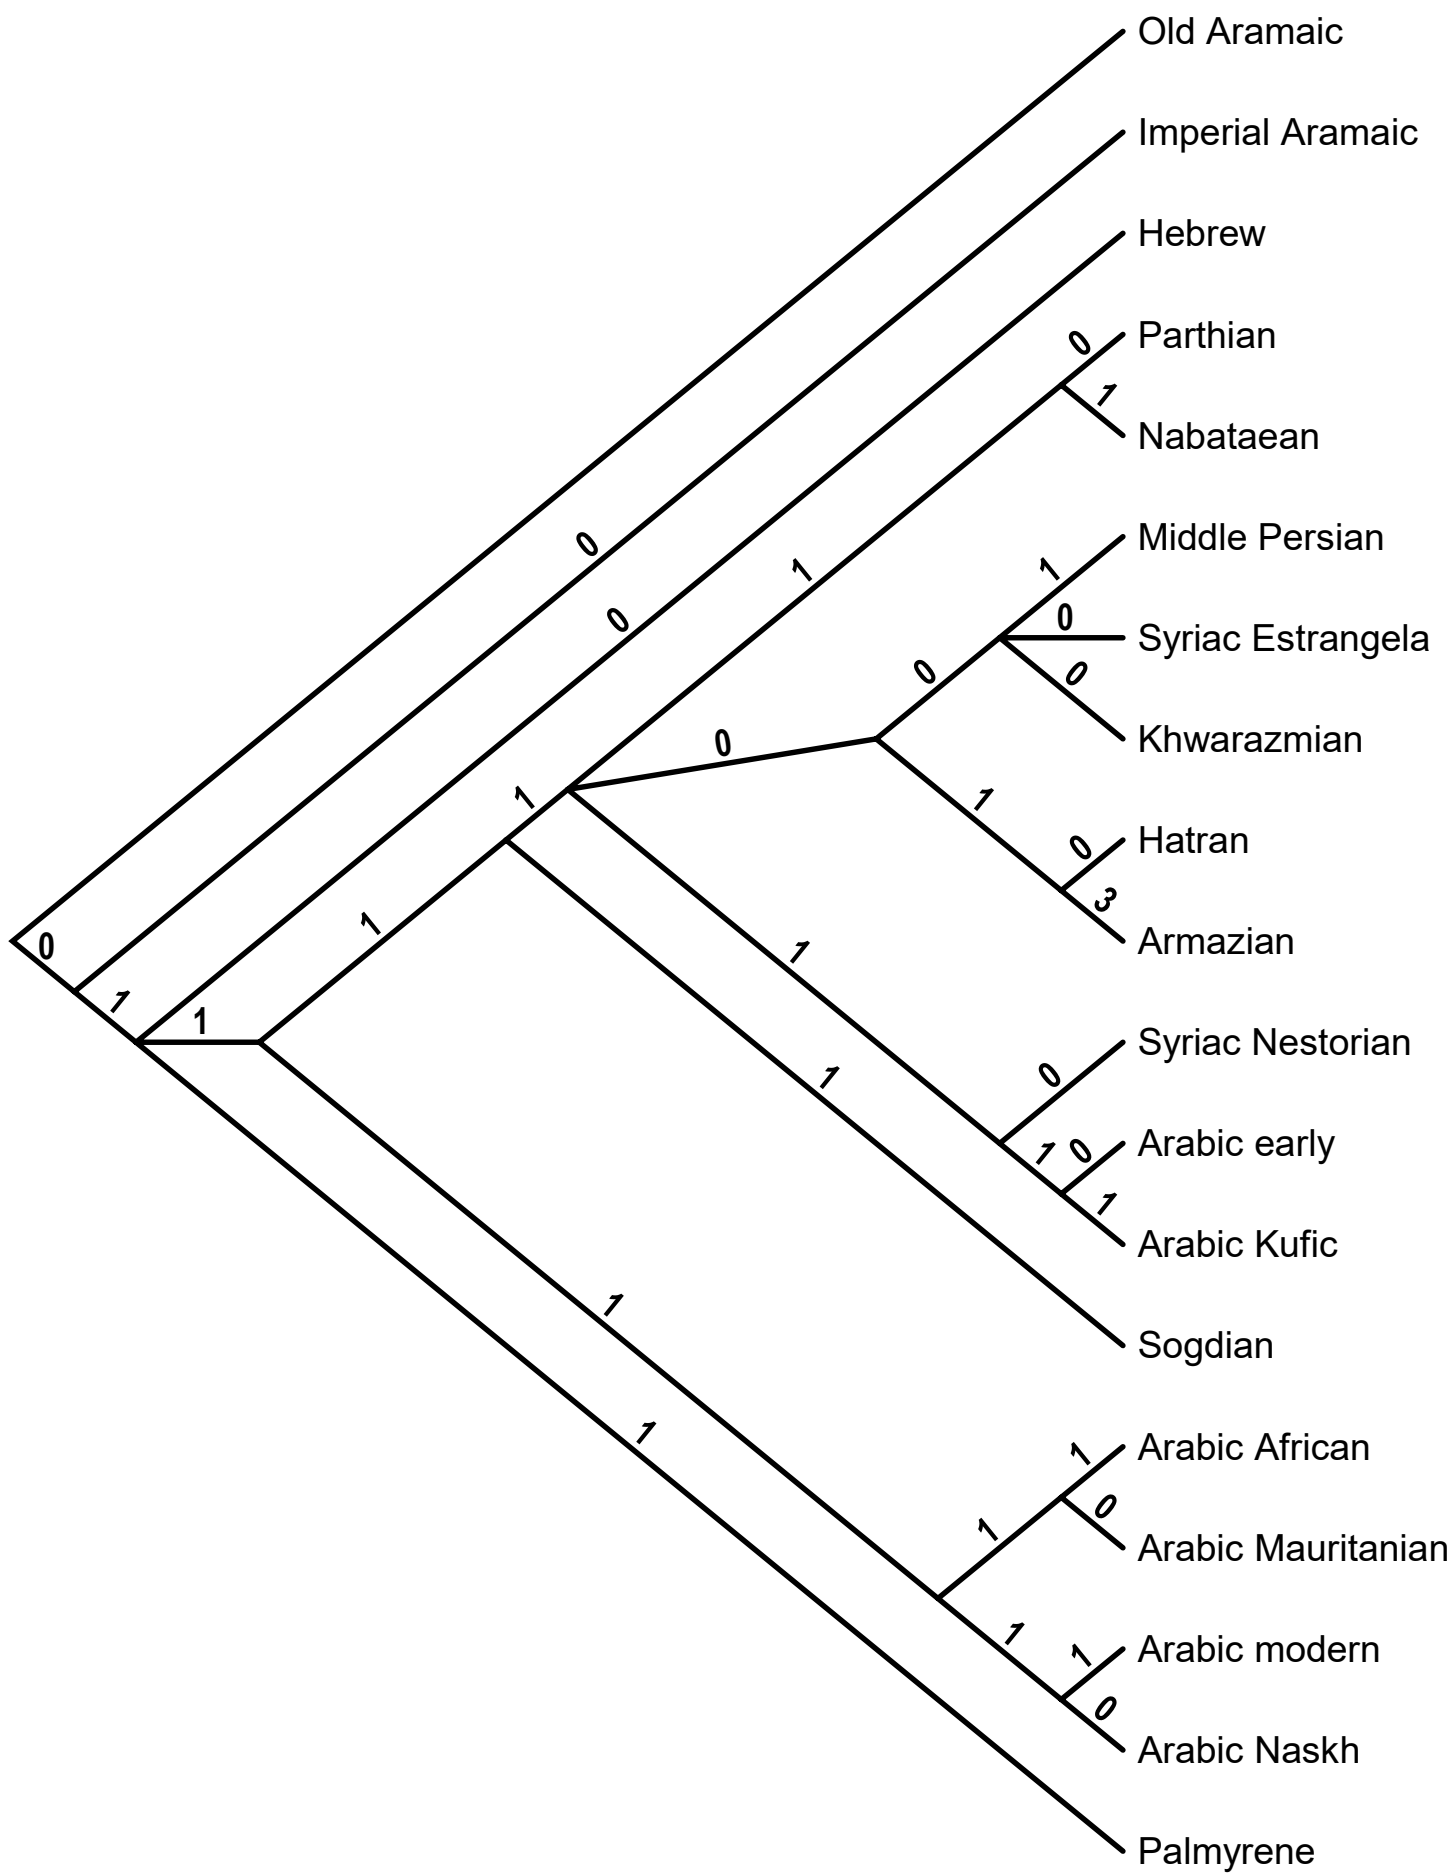 Old Aramaic
Imperial Aramaic
Hebrew
0
Parthian
1
Nabataean
0
Middle Persian
1
1
0
0
Syriac Estrangela
0
0
Khwarazmian
0
1
1
0
Hatran
3
Armazian
1
0
1
1
1
Syriac Nestorian
0
1
0
Arabic early
1
1
Arabic Kufic
1
Sogdian
1
1
Arabic African
0
1
Arabic Mauritanian
1
1
Arabic modern
0
Arabic Naskh
Palmyrene